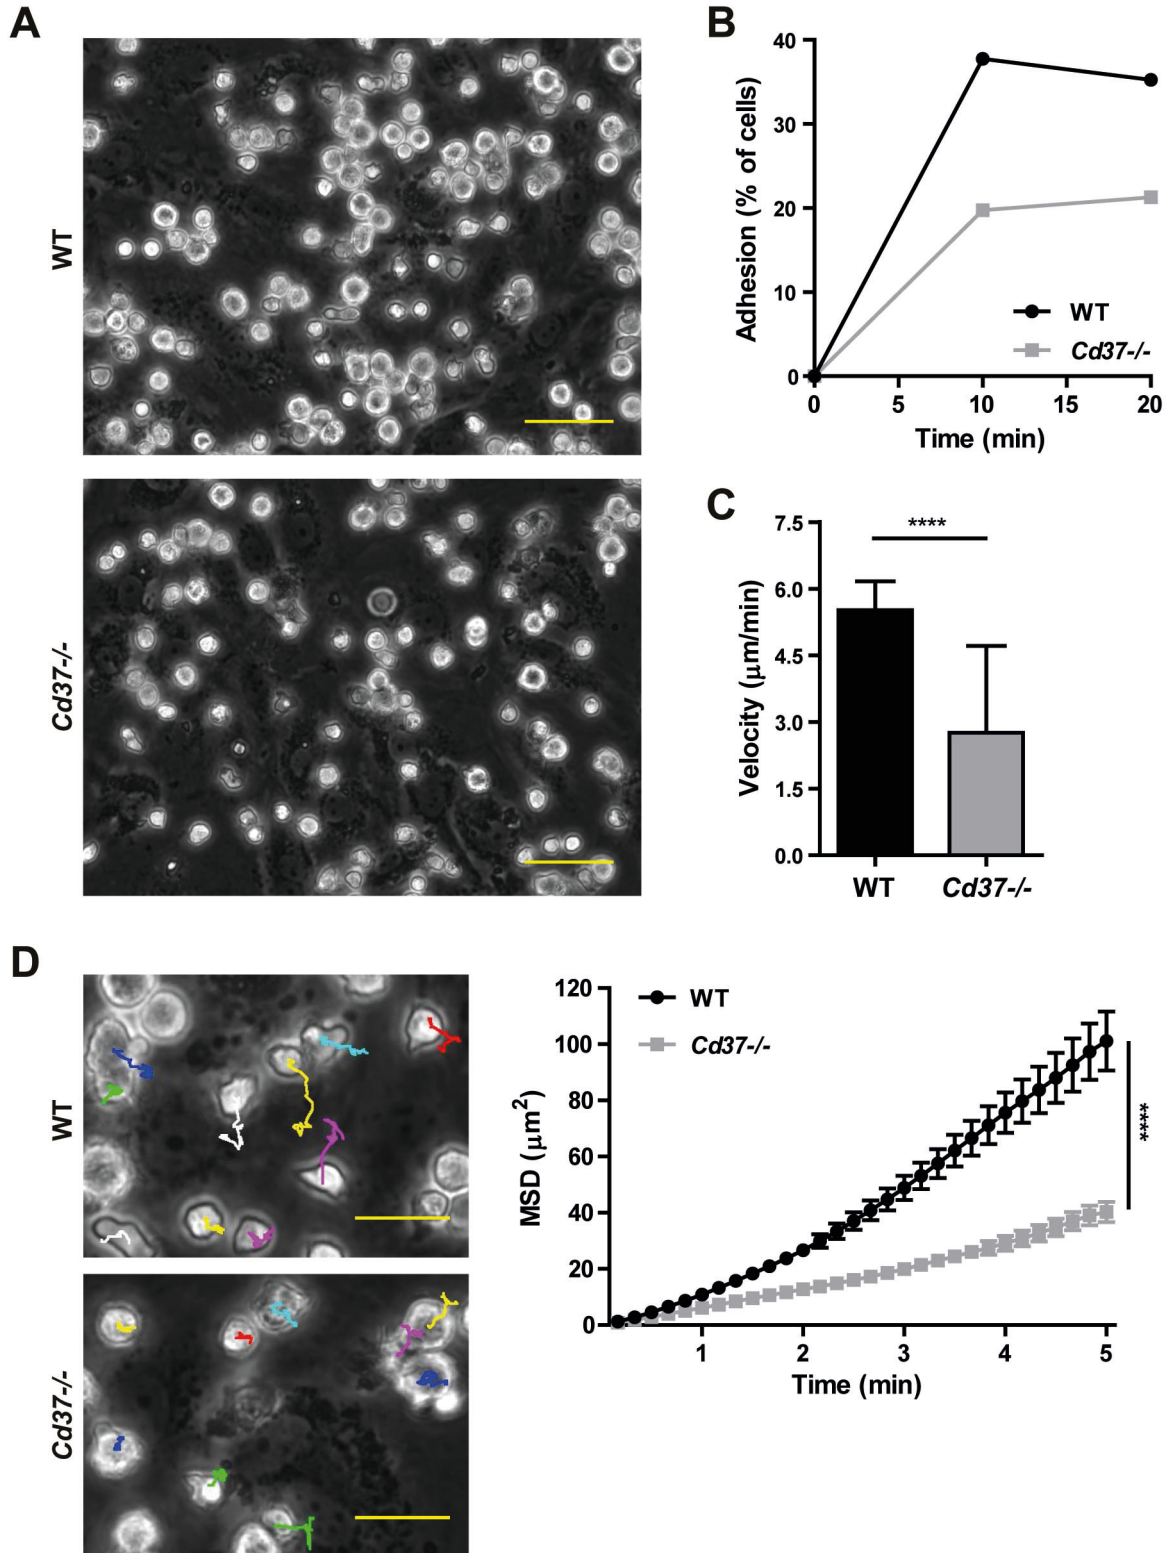 A
WT
Cd37-/-
B
Adhesion (% of cells)
40
30
20
10
0
0 5 10 15 20
Time (min)
WT
Cd37-/-
C
Velocity (μm/min)
7.5
6.0
4.5
3.0
1.5
0.0
****
WT Cd37-/-
D
WT
Cd37-/-
MSD (μm²)
120
100
80
60
40
20
0
1 2 3 4 5
Time (min)
WT
Cd37-/-
****